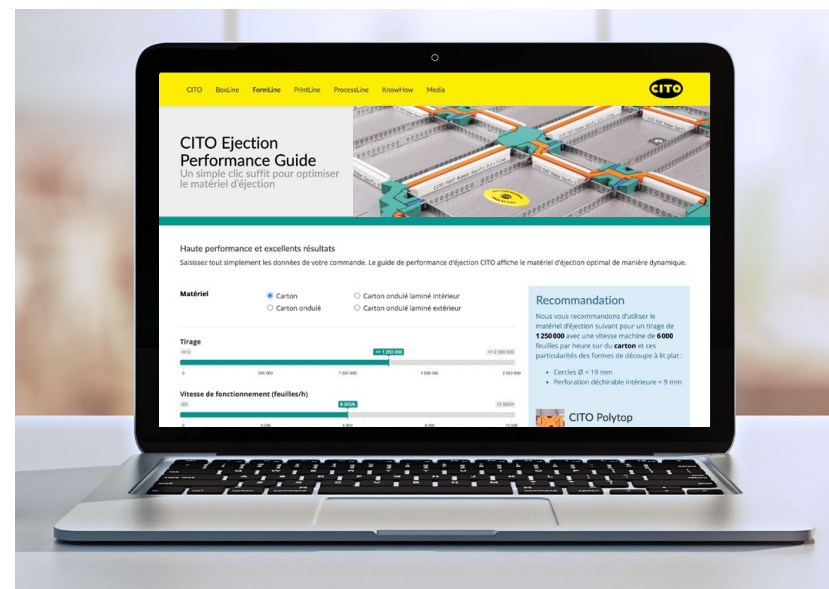 CITO BoxLine FormLine PrintLine ProcessLine KnowHow Media
CITO
CITO Ejection
Performance Guide
Un simple clic suffit pour optimiser
le matériel d'éjection
Haute performance et excellents résultats
Saisissez tout simplement les données de votre commande. Le guide de performance d'éjection CITO affiche le matériel d'éjection optimal de manière dynamique.
Matériel
Carton
Carton ondulé laminé intérieur
Carton ondulé
Carton ondulé laminé extérieur
Tirage
1 250 000
2 000 000
0 500 000 1 000 000 1 500 000 2 000 000
Vitesse de fonctionnement (feuilles/h)
6 000/h
12 000/h
Recommandation
Nous vous recommandons d'utiliser le
matériel d'éjection suivant pour un tirage de
1 250 000 avec une vitesse machine de 6 000
feuilles par heure sur du carton et ces
particularités des formes de découpe à lit plat :
• Cercles Ø < 19 mm
• Perforation déchirable intérieure < 9 mm
CITO Polytop